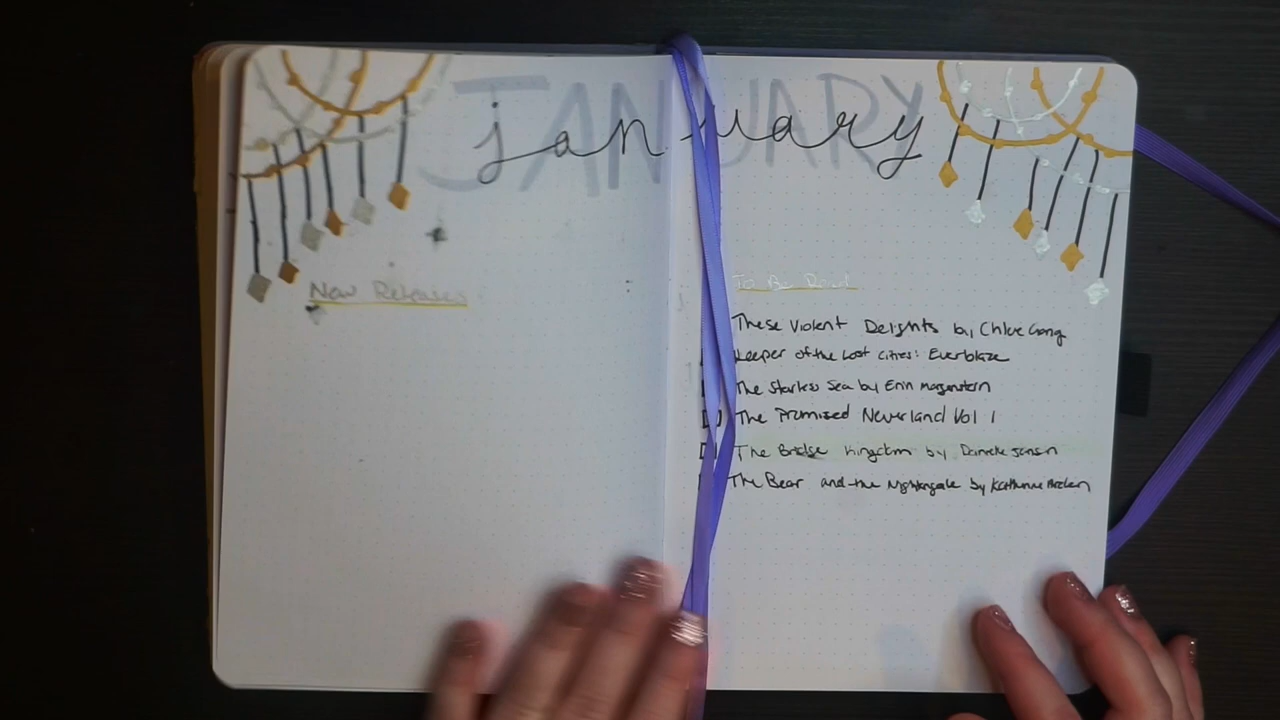 JANUARY
january
New Releases
To Be Read
These Violent Delights by Chloe Gong
Keeper of the Lost Cities: Everblaze
The Starless Sea by Erin Morgenstern
The Promised Neverland Vol 1
The Bridge Kingdom by Danielle Jensen
The Bear and the Nightingale by Katherine Arden